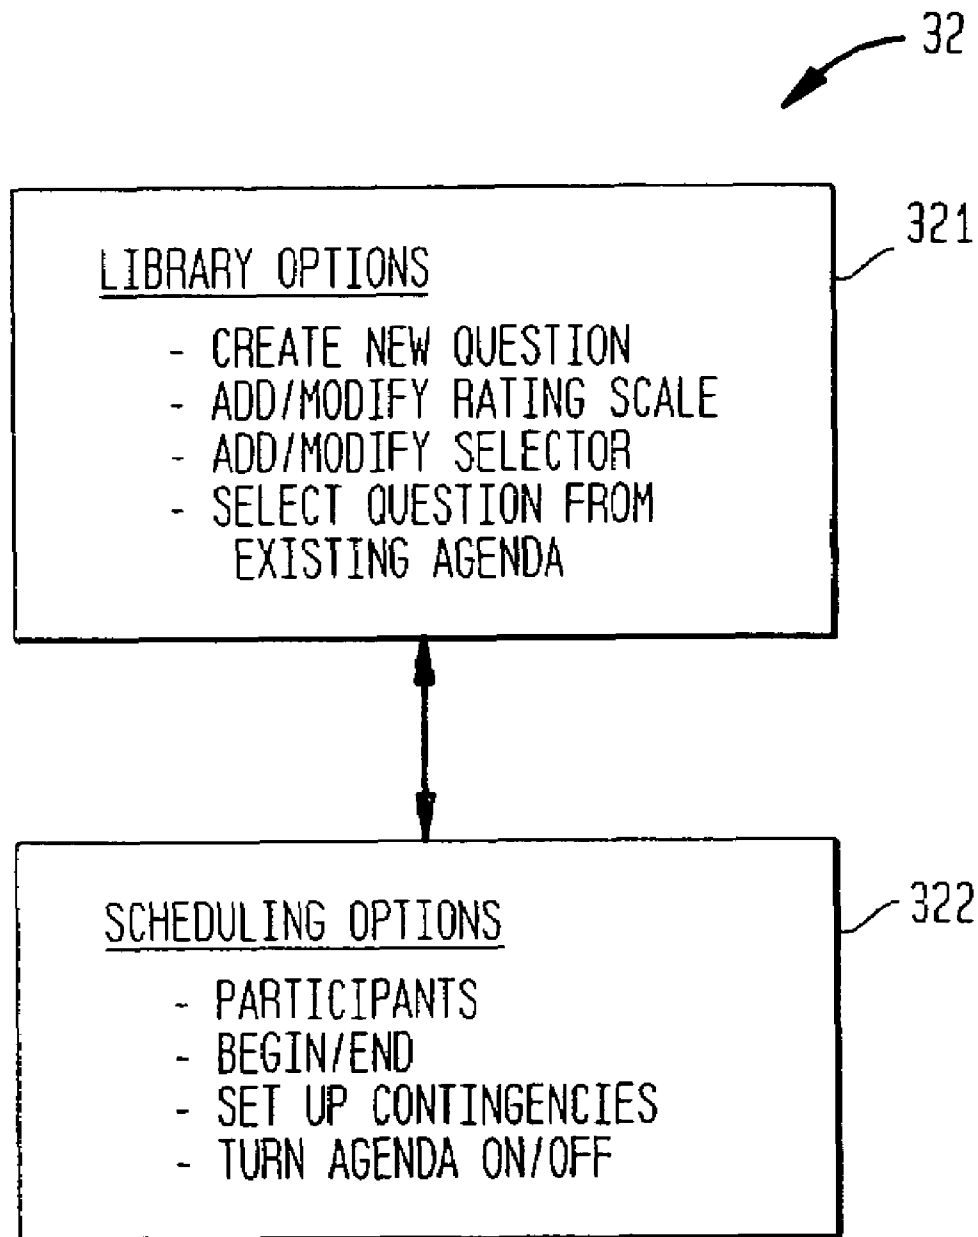 32
321
LIBRARY OPTIONS
- CREATE NEW QUESTION
- ADD/MODIFY RATING SCALE
- ADD/MODIFY SELECTOR
- SELECT QUESTION FROM
EXISTING AGENDA
322
SCHEDULING OPTIONS
- PARTICIPANTS
- BEGIN/END
- SET UP CONTINGENCIES
- TURN AGENDA ON/OFF